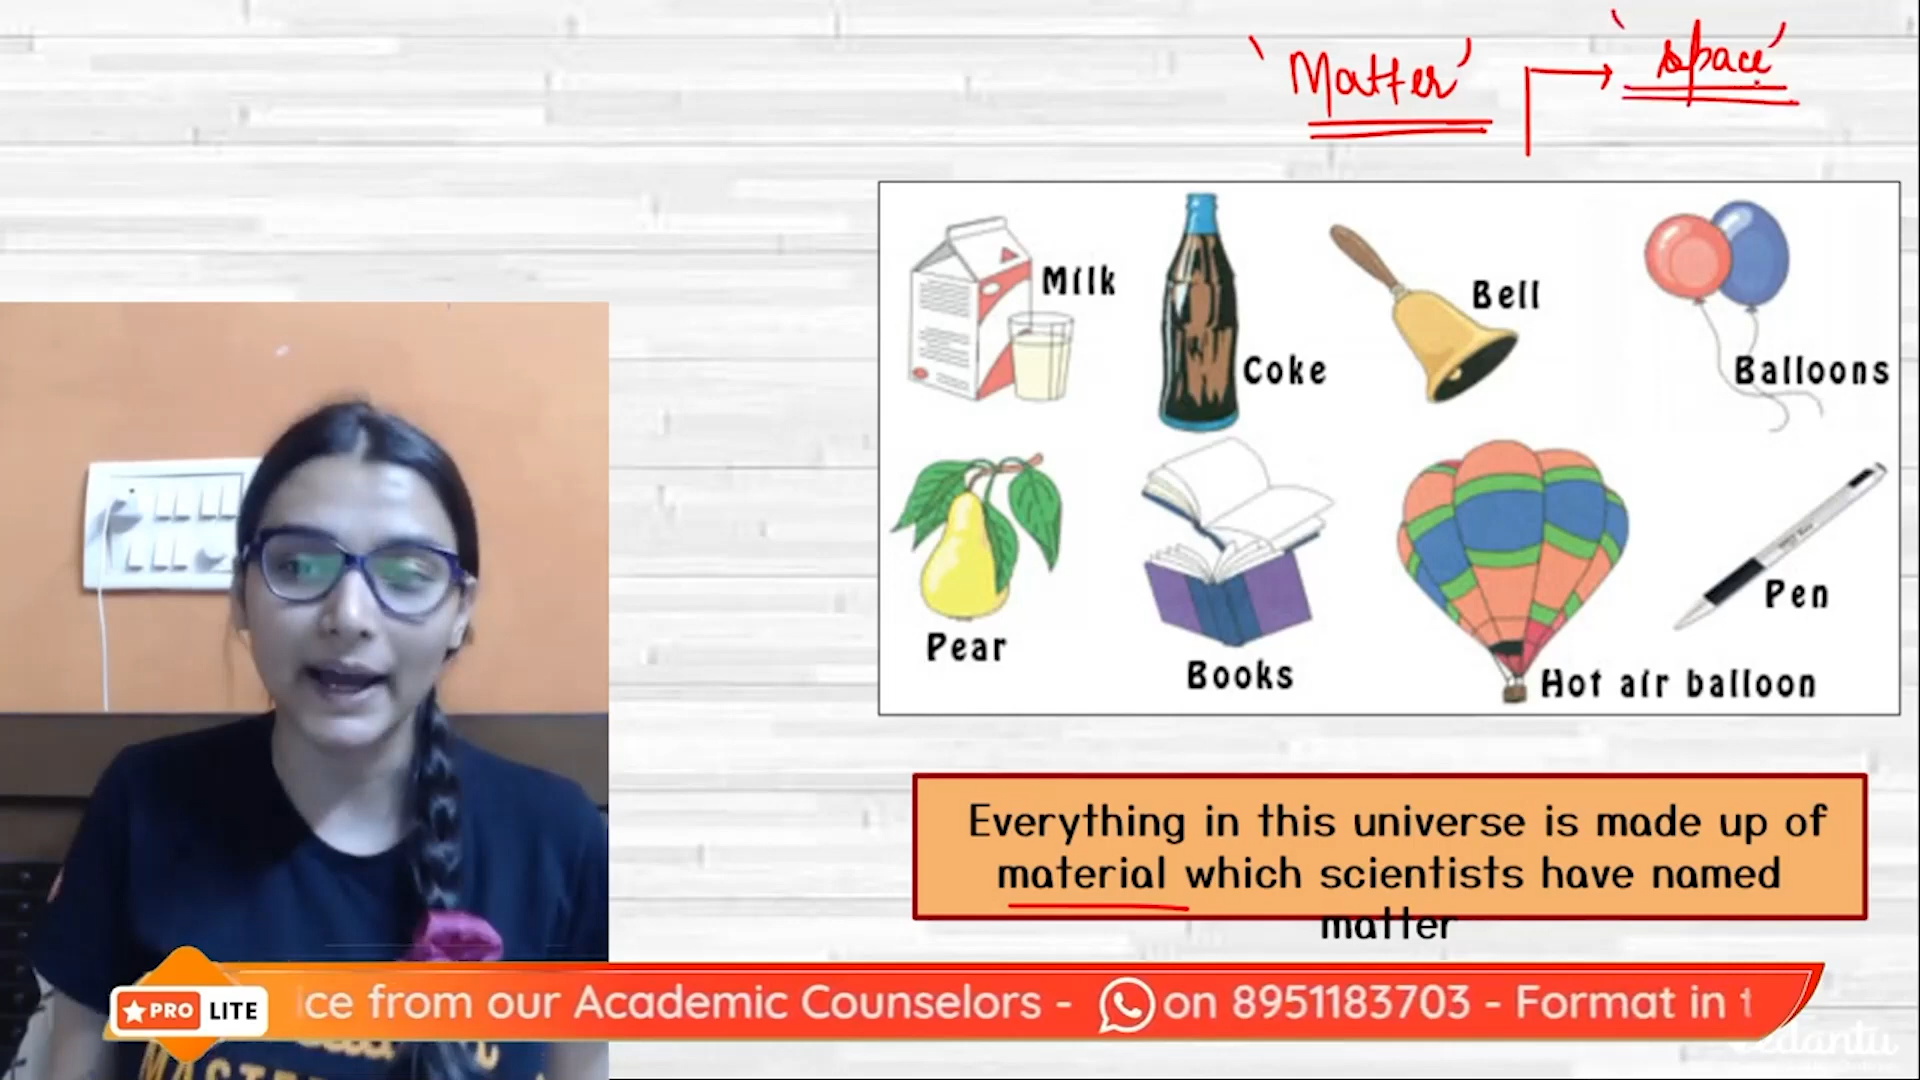 'Matter'
'space'
Milk
Coke
Bell
Balloons
Pear
Books
Hot air balloon
Pen
Everything in this universe is made up of
material which scientists have named
matter
PRO LITE
ice from our Academic Counselors - on 8951183703 - Format in t